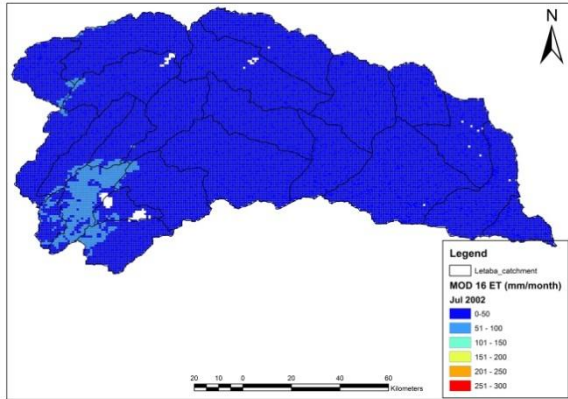 N
Legend
Letaba_catchment
MOD 16 ET (mm/month)
Jul 2002
0-50
51 - 100
101 - 150
151 - 200
201 - 250
251 - 300
20 10 0 20 40 60
Kilometers